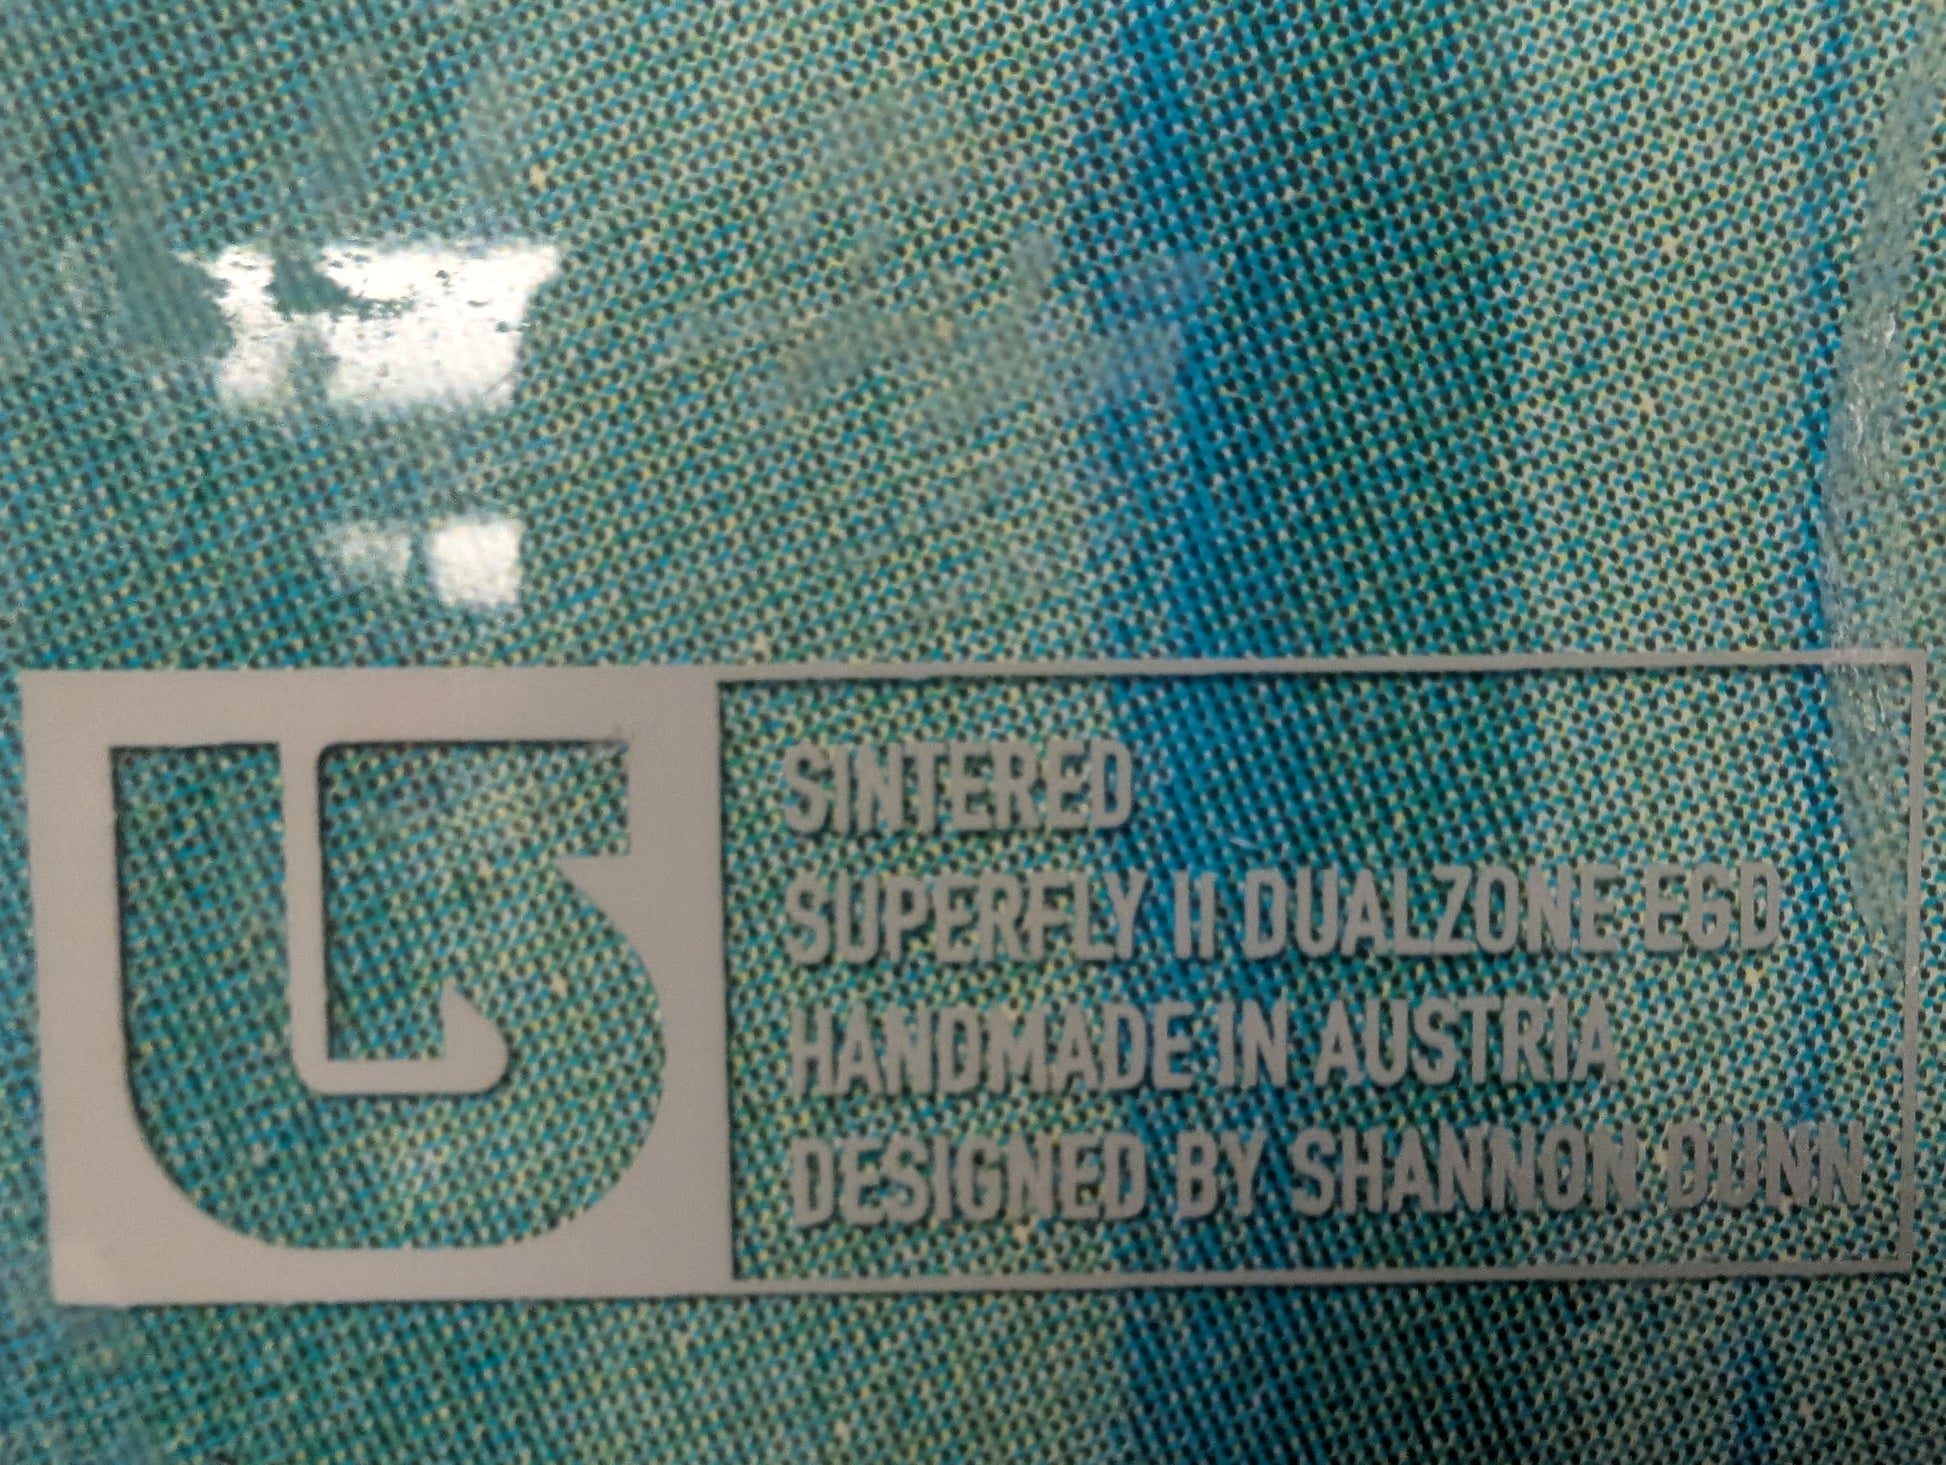 SINTERED
SUPERFLY II DUALZONE EGD
HANDMADE IN AUSTRIA
DESIGNED BY SHANNON DUNN